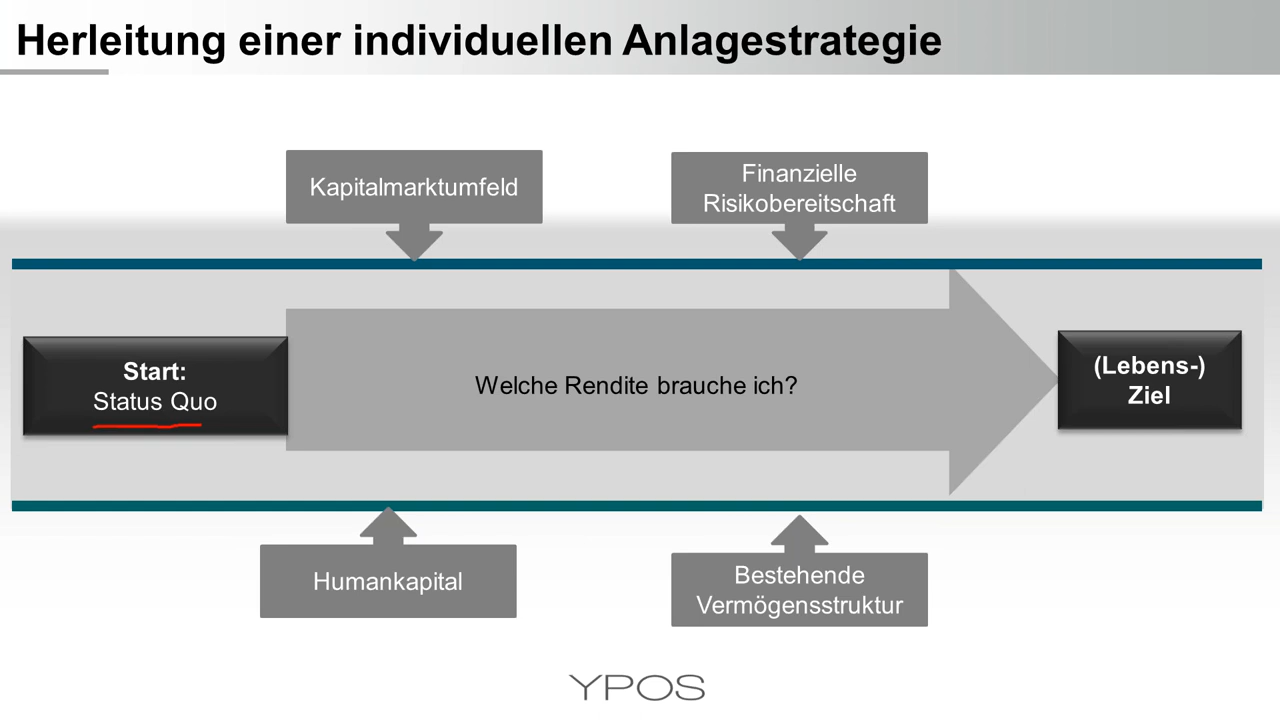 Herleitung einer individuellen Anlagestrategie
Kapitalmarktumfeld
Finanzielle
Risikobereitschaft
Start:
Status Quo
Welche Rendite brauche ich?
(Lebens-)
Ziel
Humankapital
Bestehende
Vermögensstruktur
YPOS